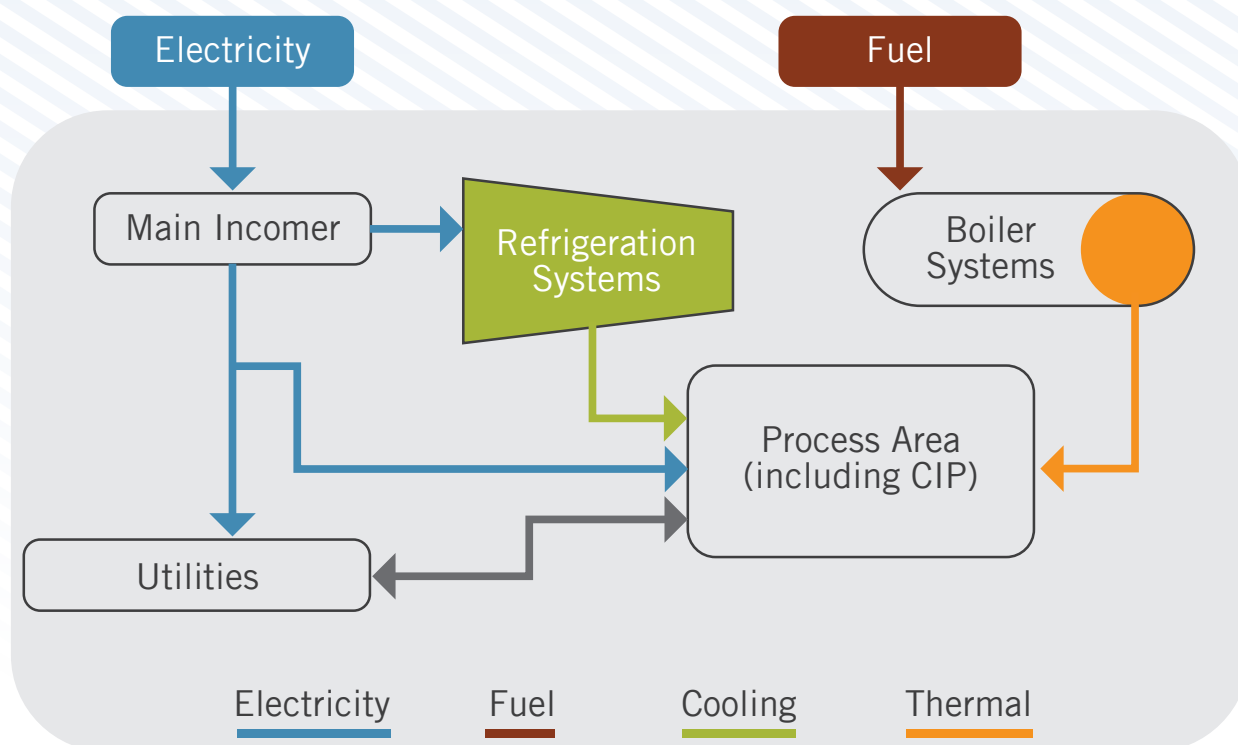 Electricity
Fuel
Main Incomer
Refrigeration
Systems
Boiler
Systems
Process Area
(including CIP)
Utilities
Electricity
Fuel
Cooling
Thermal